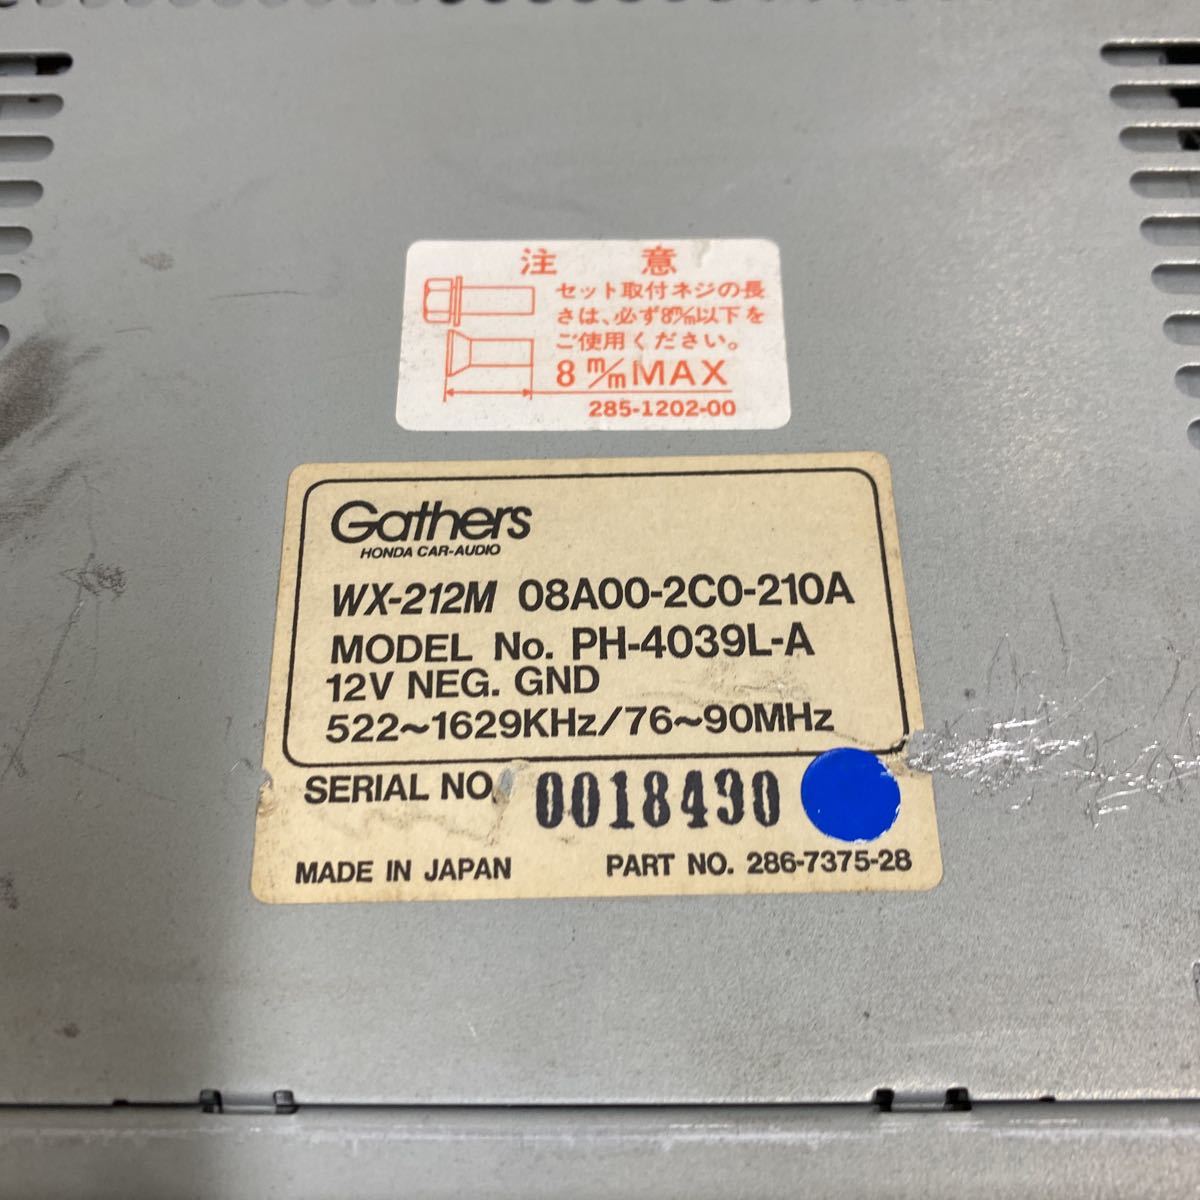 注 意
セット取付ネジの長
さは、必ず8m/m以下を
ご使用ください。
8 m/m MAX
285-1202-00
Gathers
HONDA CAR-AUDIO
WX-212M 08A00-2C0-210A
MODEL No. PH-4039L-A
12V NEG. GND
522~1629KHz/76~90MHz
SERIAL NO. 0018490
MADE IN JAPAN PART NO. 286-7375-28